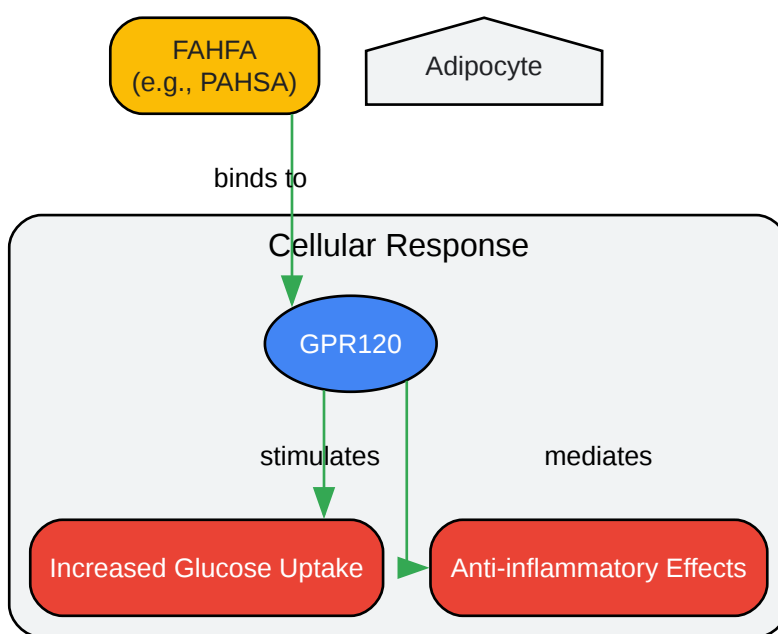 FAHFA
(e.g., PAHSA)
Adipocyte
binds to
Cellular Response
GPR120
stimulates
mediates
Increased Glucose Uptake
Anti-inflammatory Effects